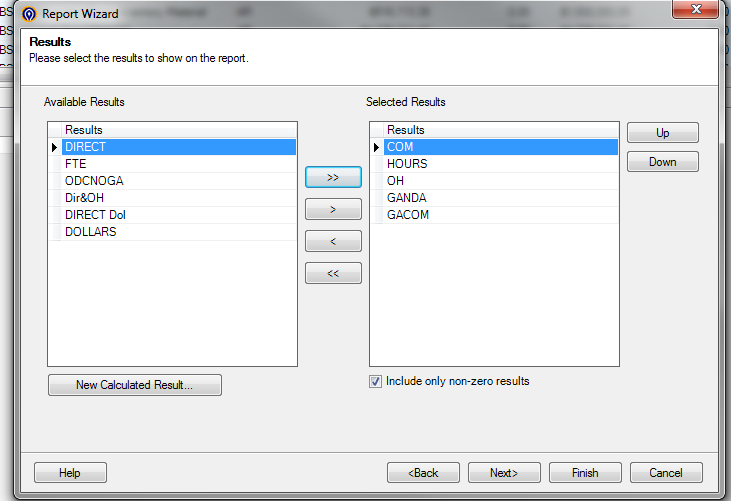 Report Wizard
Results
Please select the results to show on the report.
Available Results
Results
DIRECT
FTE
ODCNOGA
Dir&OH
DIRECT Dol
DOLLARS
>>
>
<
<<
Selected Results
Results
COM
HOURS
OH
GANDA
GACOM
Up
Down
New Calculated Result...
Include only non-zero results
Help
<Back
Next>
Finish
Cancel